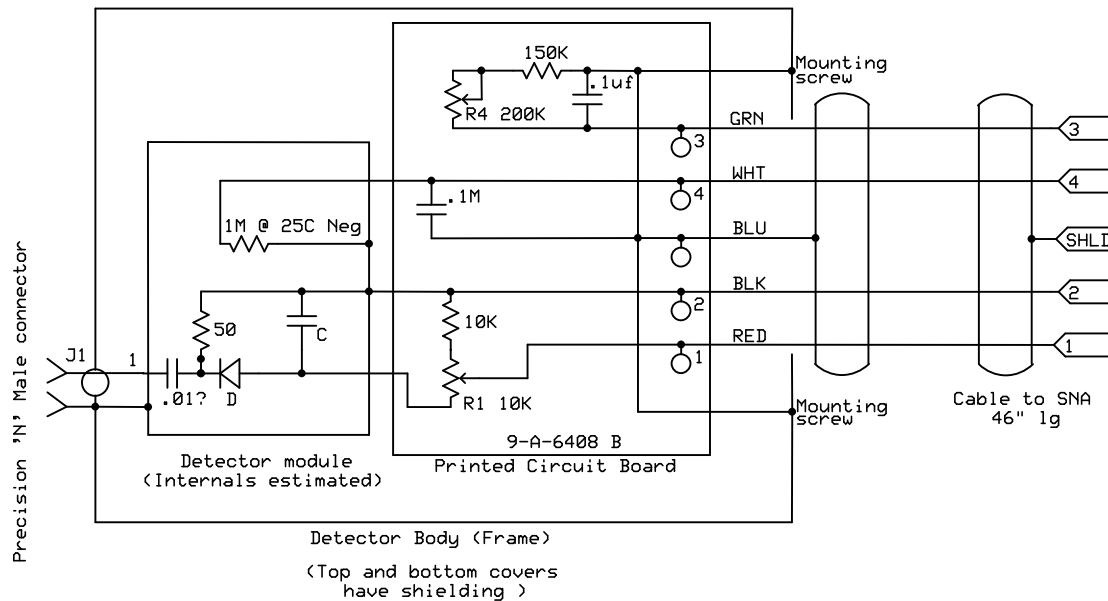 150K
Mounting
screw
.1uf
R4 200K
GRN
3
3
WHT
4
4
.1M
1M @ 25C Neg
BLU
SHLD
BLK
2
2
10K
50
C
RED
1
1
J1
1
.01?
D
R1 10K
Precision 'N' Male connector
Mounting
screw
Cable to SNA
46" lg
9-A-6408 B
Printed Circuit Board
Detector module
(Internals estimated)
Detector Body (Frame)
(Top and bottom covers
have shielding )